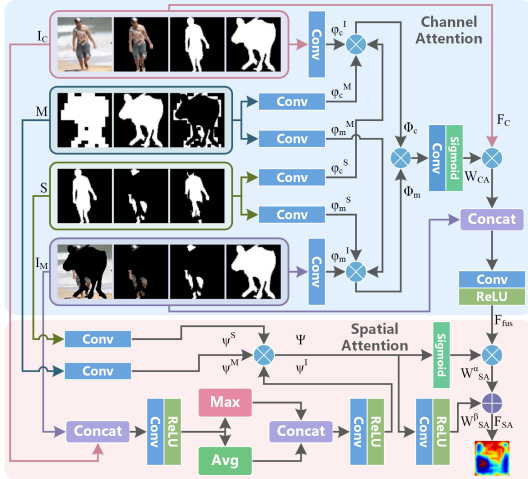 I_C
Conv
φ_c^I
Channel
Attention
M
Conv
φ_c^M
Conv
φ_m^M
F_C
Φ_c
Conv
Sigmoid
W_CA
S
Conv
φ_c^S
Conv
φ_m^S
Φ_m
Concat
I_M
Conv
φ_m^I
Conv
ReLU
F_fus
Conv
ψ^S
Spatial
Attention
Conv
ψ^M
Ψ
ψ^I
Sigmoid
W_SA^α
Max
Concat
Conv
ReLU
Avg
Concat
Conv
ReLU
Conv
ReLU
W_SA^β
F_SA